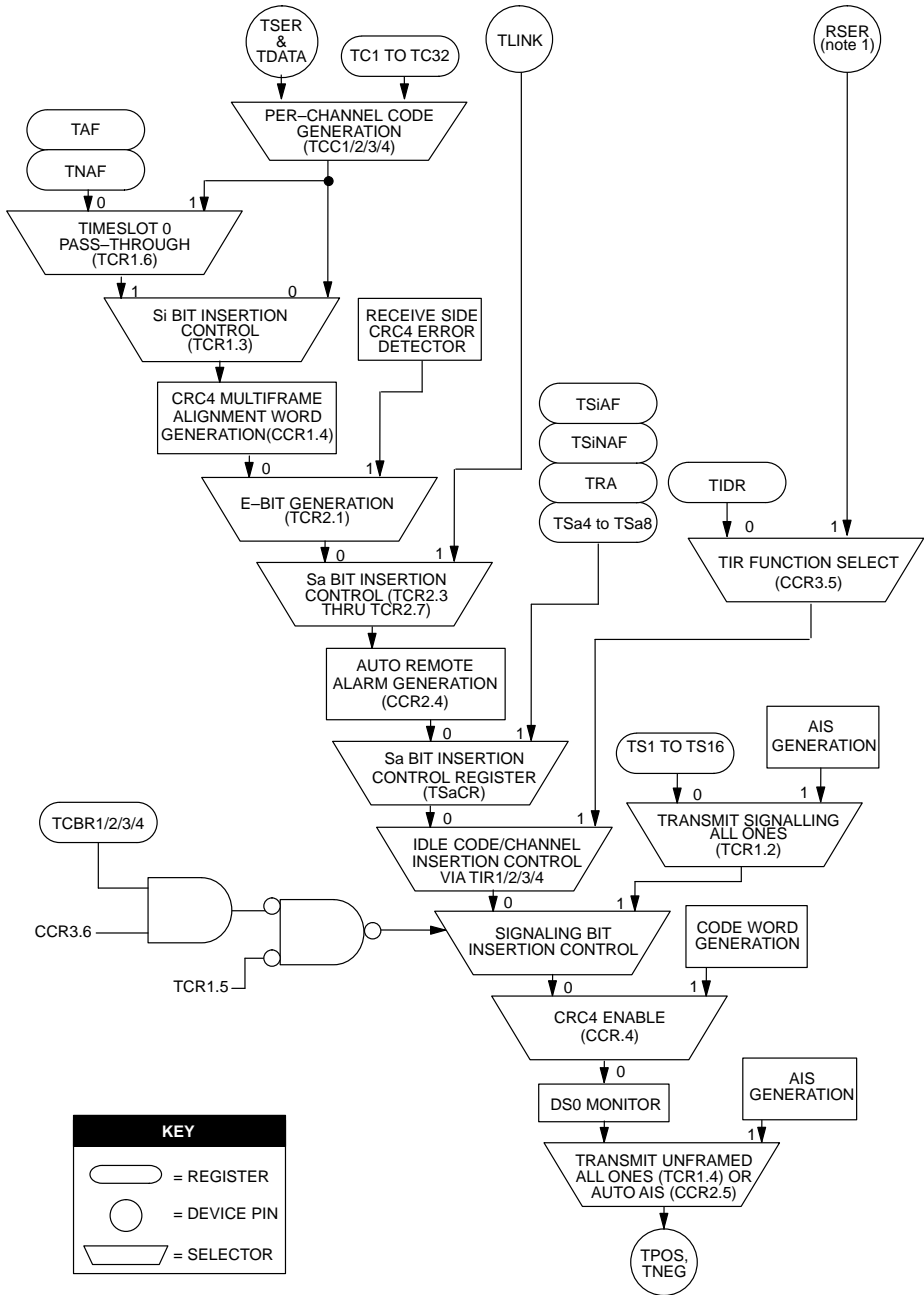 TSER
&
TDATA
TC1 TO TC32
TLINK
RSER
(note 1)
PER–CHANNEL CODE
GENERATION
(TCC1/2/3/4)
TAF
TNAF
0
1
TIMESLOT 0
PASS–THROUGH
(TCR1.6)
1
0
Si BIT INSERTION
CONTROL
(TCR1.3)
RECEIVE SIDE
CRC4 ERROR
DETECTOR
CRC4 MULTIFRAME
ALIGNMENT WORD
GENERATION(CCR1.4)
0
1
E–BIT GENERATION
(TCR2.1)
TSiAF
TSiNAF
TRA
TSa4 to TSa8
TIDR
0
1
TIR FUNCTION SELECT
(CCR3.5)
0
1
Sa BIT INSERTION
CONTROL (TCR2.3
THRU TCR2.7)
AUTO REMOTE
ALARM GENERATION
(CCR2.4)
0
1
Sa BIT INSERTION
CONTROL REGISTER
(TSaCR)
TS1 TO TS16
AIS
GENERATION
0
1
TRANSMIT SIGNALLING
ALL ONES
(TCR1.2)
TCBR1/2/3/4
0
1
IDLE CODE/CHANNEL
INSERTION CONTROL
VIA TIR1/2/3/4
CCR3.6
TCR1.5
0
1
SIGNALING BIT
INSERTION CONTROL
CODE WORD
GENERATION
0
1
CRC4 ENABLE
(CCR.4)
0
DS0 MONITOR
AIS
GENERATION
1
TRANSMIT UNFRAMED
ALL ONES (TCR1.4) OR
AUTO AIS (CCR2.5)
TPOS,
TNEG
KEY
= REGISTER
= DEVICE PIN
= SELECTOR